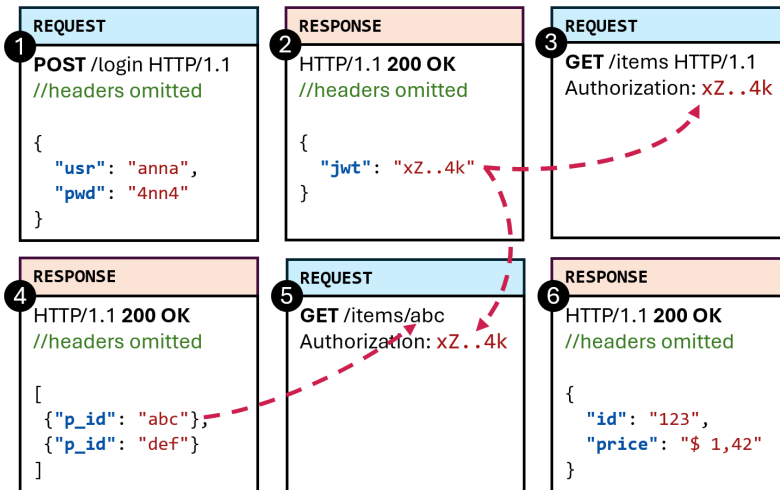 REQUEST
1
POST /login HTTP/1.1
//headers omitted
{
"usr": "anna",
"pwd": "4nn4"
}
RESPONSE
2
HTTP/1.1 200 OK
//headers omitted
{
"jwt": "xZ..4k"
}
REQUEST
3
GET /items HTTP/1.1
Authorization: xZ..4k
RESPONSE
4
HTTP/1.1 200 OK
//headers omitted
[
{"p_id": "abc"},
{"p_id": "def"}
]
REQUEST
5
GET /items/abc
Authorization: xZ..4k
RESPONSE
6
HTTP/1.1 200 OK
//headers omitted
{
"id": "123",
"price": "$ 1,42"
}